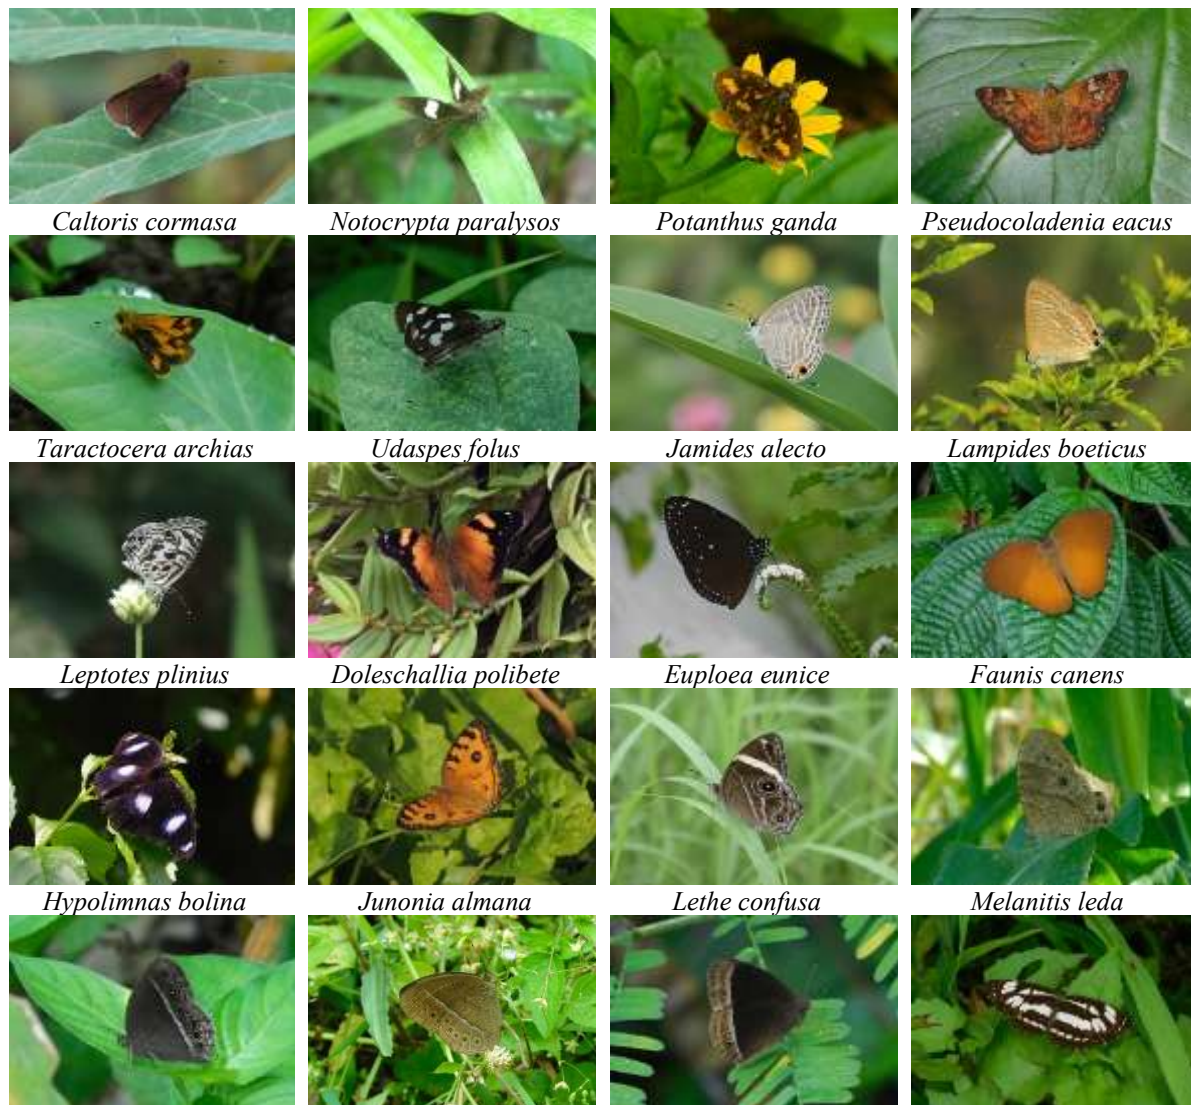 Caltoris cormasa Notocrypta paralysos Potanthus ganda Pseudocoladenia eacus
Taractocera archias Udaspes folus Jamides alecto Lampides boeticus
Leptotes plinius Doleschallia polibete Euploea eunice Faunis canens
Hypolimnas bolina Junonia almana Lethe confusa Melanitis leda